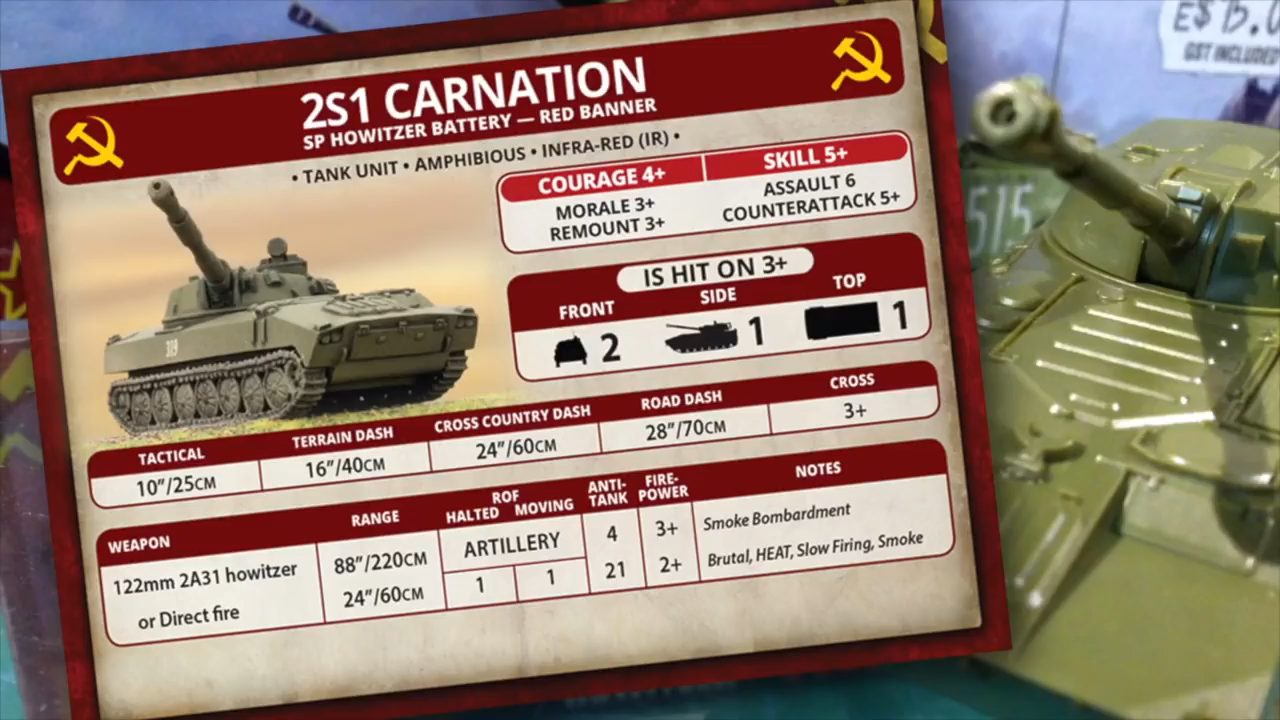 2S1 CARNATION
SP HOWITZER BATTERY — RED BANNER
• TANK UNIT • AMPHIBIOUS • INFRA-RED (IR) •
COURAGE 4+ SKILL 5+
MORALE 3+ ASSAULT 6
REMOUNT 3+ COUNTERATTACK 5+
IS HIT ON 3+
FRONT SIDE TOP
2 1 1
319
TACTICAL TERRAIN DASH CROSS COUNTRY DASH ROAD DASH CROSS
10"/25CM 16"/40CM 24"/60CM 28"/70CM 3+
WEAPON RANGE ROF HALTED MOVING ANTI-TANK FIRE-POWER NOTES
122mm 2A31 howitzer 88"/220CM ARTILLERY 4 3+ Smoke Bombardment
or Direct fire 24"/60CM 1 1 21 2+ Brutal, HEAT, Slow Firing, Smoke
515
GST INCLUDED